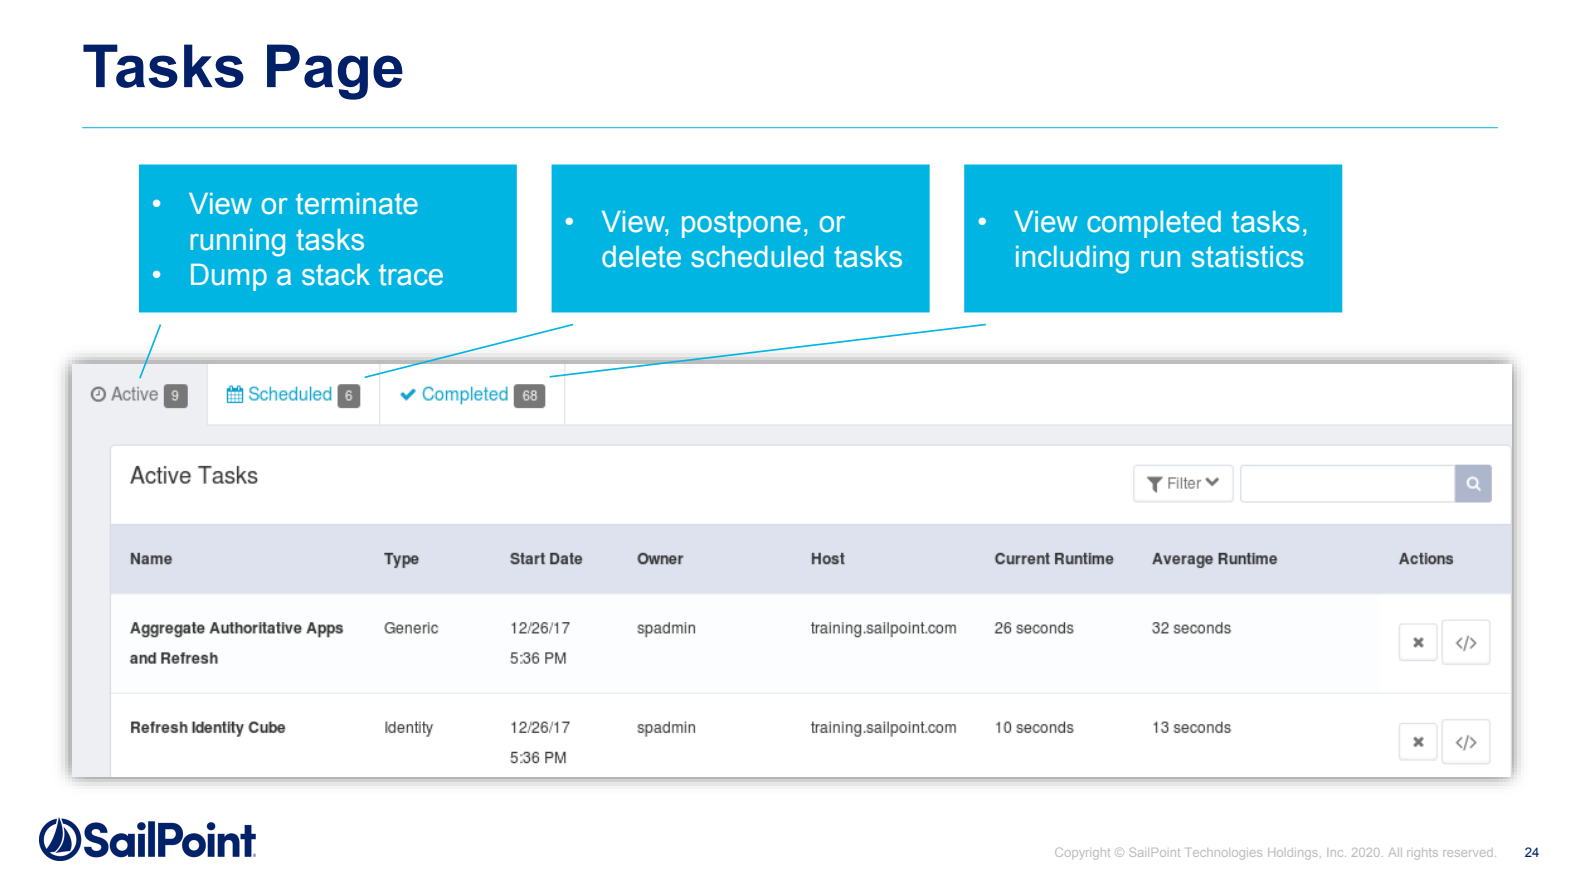 Tasks Page
• View or terminate
running tasks
• Dump a stack trace
• View, postpone, or
delete scheduled tasks
• View completed tasks,
including run statistics
Active 9
Scheduled 6
Completed 68
Active Tasks
Filter
Name Type Start Date Owner Host Current Runtime Average Runtime Actions
Aggregate Authoritative Apps Generic 12/26/17 spadmin training.sailpoint.com 26 seconds 32 seconds
and Refresh 5:36 PM
</>
Refresh Identity Cube Identity 12/26/17 spadmin training.sailpoint.com 10 seconds 13 seconds
5:36 PM
</>
SailPoint
Copyright © SailPoint Technologies Holdings, Inc. 2020. All rights reserved. 24